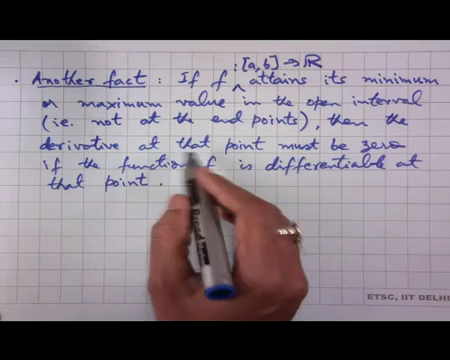 : [a, b] → ℝ
· Another fact : If f ^ attains its minimum
or maximum value in the open interval
(i.e. not at the end points), then the
derivative at that point must be zero
if the function f is differentiable at
that point .
ETSC, IIT DELHI